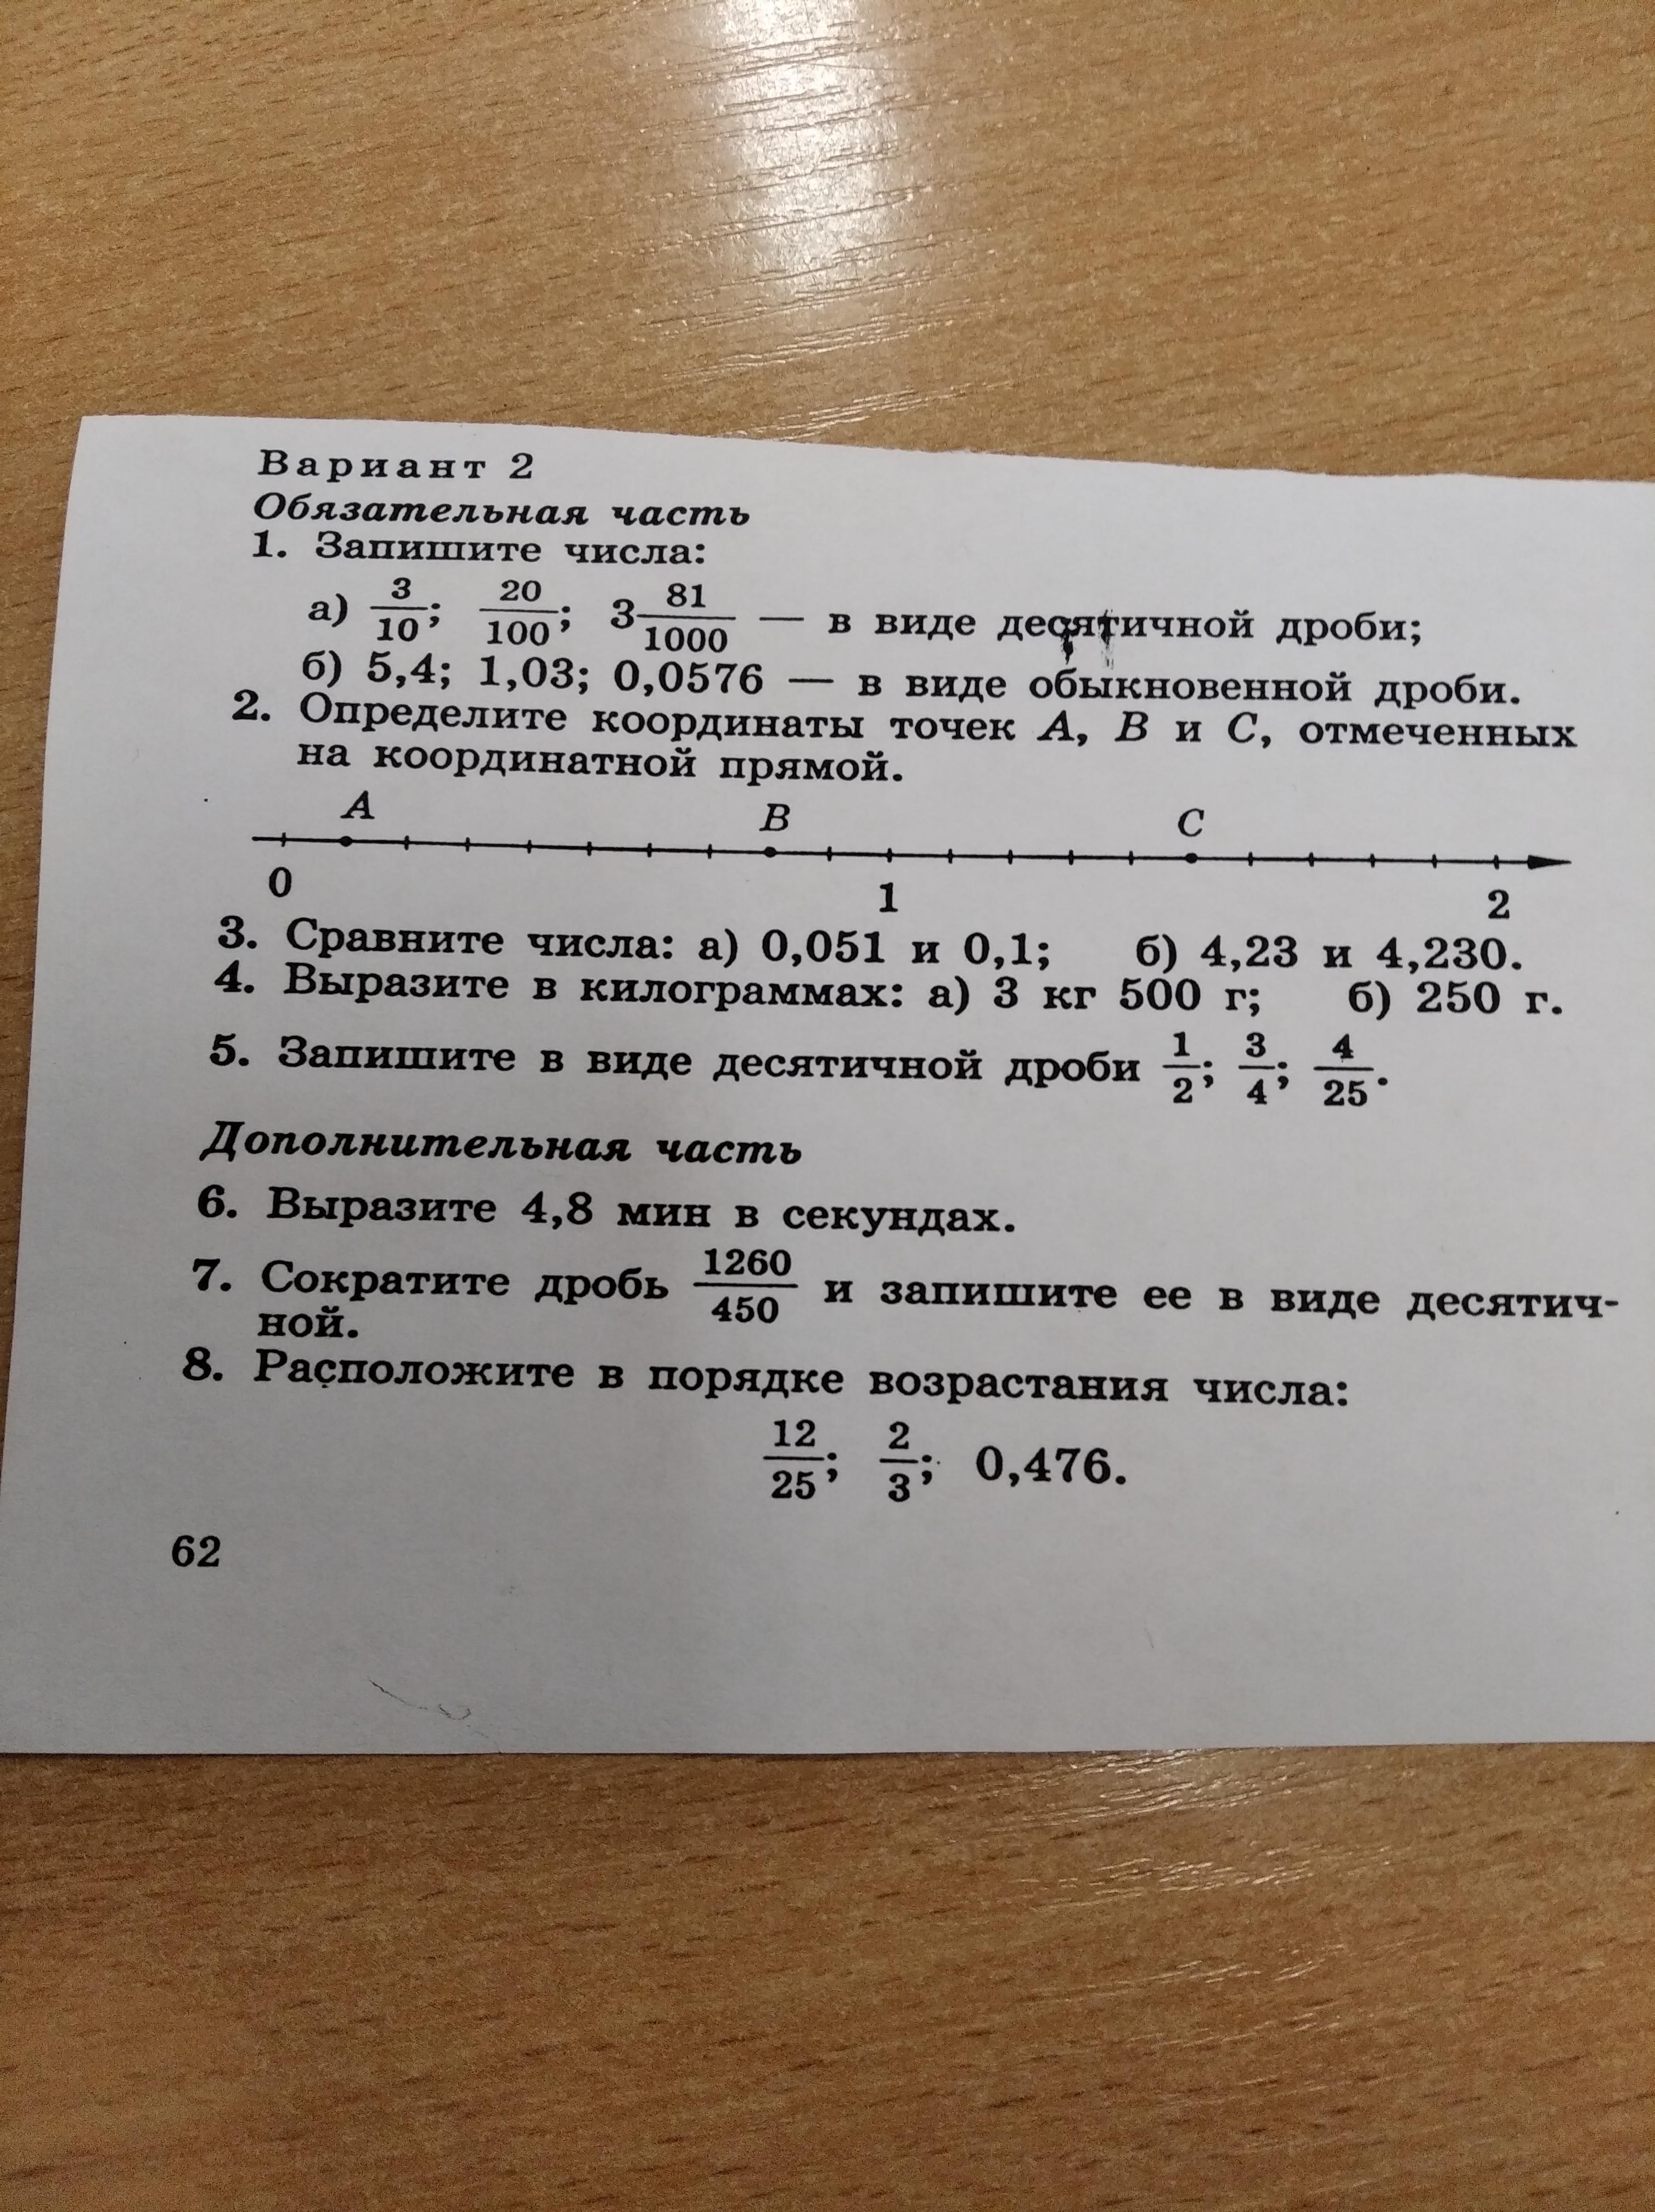 Вариант 2
Обязательная часть
1. Запишите числа:
а) 3/10; 20/100; 3 81/1000 — в виде десятичной дроби;
б) 5,4; 1,03; 0,0576 — в виде обыкновенной дроби.
2. Определите координаты точек A, B и C, отмеченных
на координатной прямой.
A B C
0 1 2
3. Сравните числа: а) 0,051 и 0,1; б) 4,23 и 4,230.
4. Выразите в килограммах: а) 3 кг 500 г; б) 250 г.
5. Запишите в виде десятичной дроби 1/2; 3/4; 4/25.
Дополнительная часть
6. Выразите 4,8 мин в секундах.
7. Сократите дробь 1260/450 и запишите ее в виде десятич-
ной.
8. Расположите в порядке возрастания числа:
12/25; 2/3; 0,476.
62